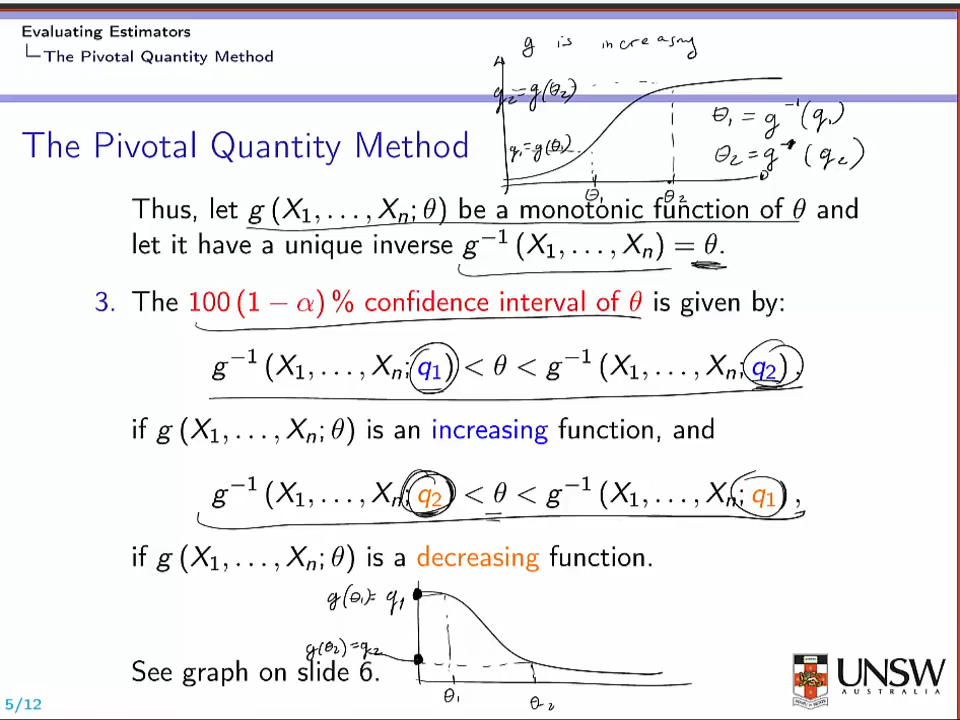 Evaluating Estimators
The Pivotal Quantity Method
g is increasing
q₂ = g(θ₂)
q₁ = g(θ₁)
θ₁ = g⁻¹(q₁)
θ₂ = g⁻¹(q₂)
θ₁ θ₂ θ
The Pivotal Quantity Method
Thus, let g (X₁, . . . , Xₙ; θ) be a monotonic function of θ and
let it have a unique inverse g⁻¹ (X₁, . . . , Xₙ) = θ.
3. The 100 (1 − α) % confidence interval of θ is given by:
g⁻¹ (X₁, . . . , Xₙ; q₁) < θ < g⁻¹ (X₁, . . . , Xₙ; q₂) ,
if g (X₁, . . . , Xₙ; θ) is an increasing function, and
g⁻¹ (X₁, . . . , Xₙ; q₂) < θ < g⁻¹ (X₁, . . . , Xₙ; q₁) ,
if g (X₁, . . . , Xₙ; θ) is a decreasing function.
g(θ₁) = q₁
g(θ₂) = q₂
See graph on slide 6.
θ₁ θ₂
UNSW
AUSTRALIA
5/12